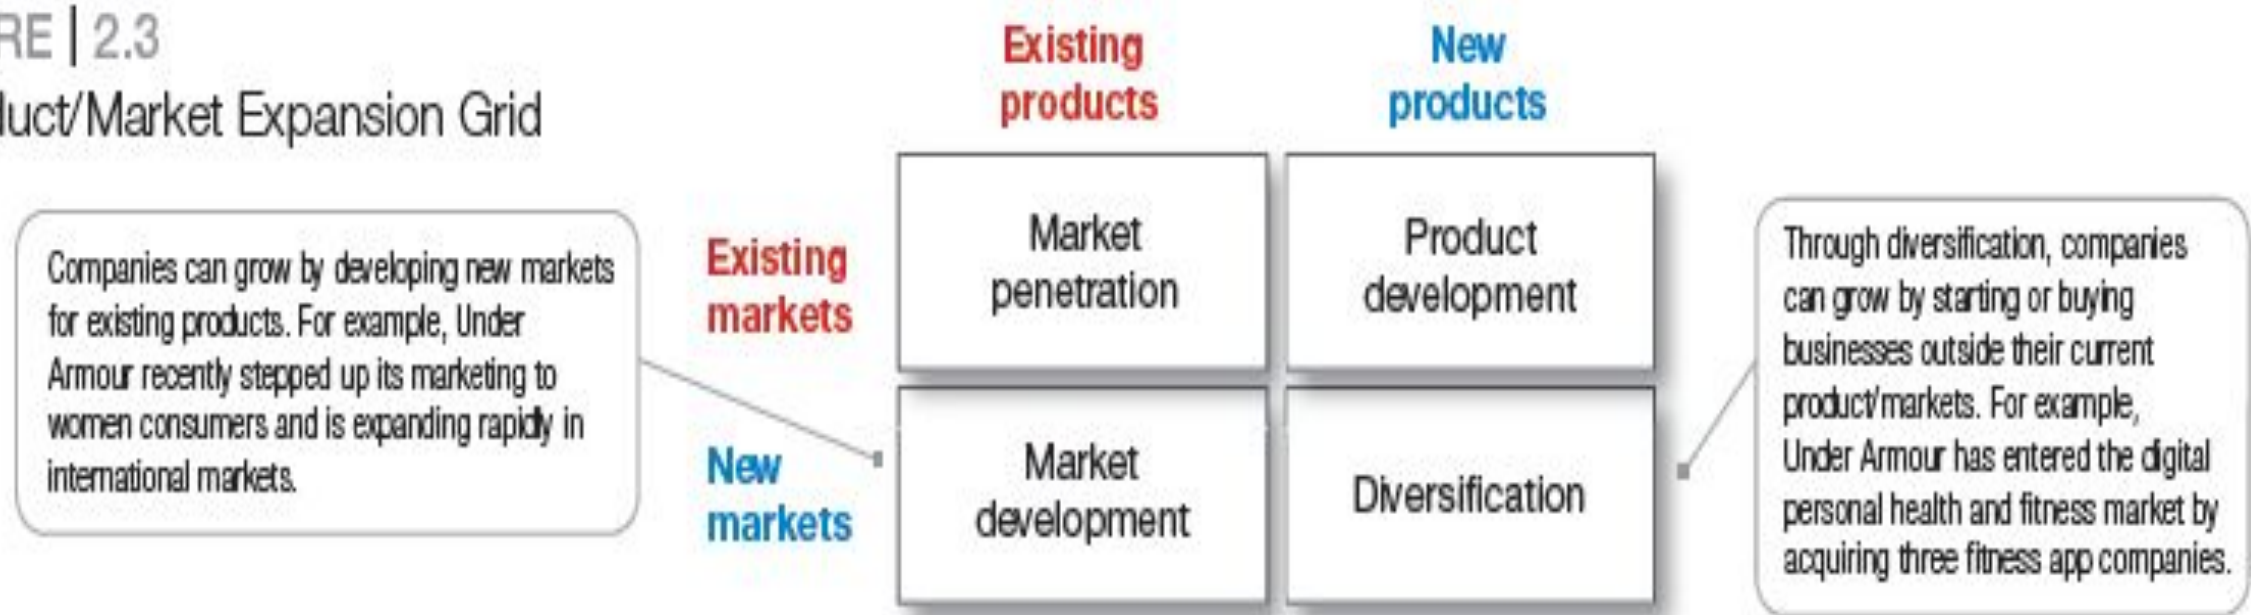 RE | 2.3
duct/Market Expansion Grid
Existing
products
New
products
Companies can grow by developing new markets
for existing products. For example, Under
Armour recently stepped up its marketing to
women consumers and is expanding rapidly in
international markets.
Existing
markets
New
markets
Market
penetration
Product
development
Market
development
Diversification
Through diversification, companies
can grow by starting or buying
businesses outside their current
product/markets. For example,
Under Armour has entered the digital
personal health and fitness market by
acquiring three fitness app companies.